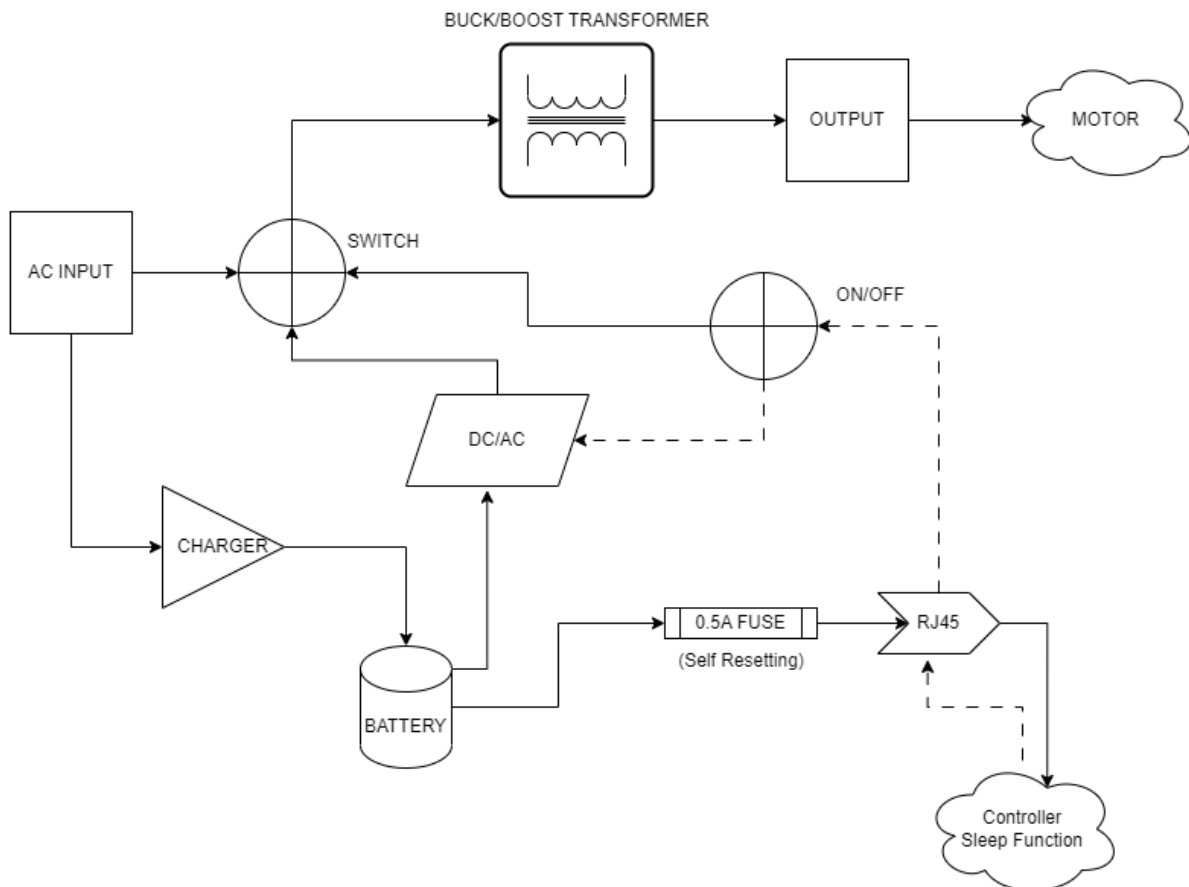 BUCK/BOOST TRANSFORMER
OUTPUT
MOTOR
AC INPUT
SWITCH
ON/OFF
DC/AC
CHARGER
0.5A FUSE
(Self Resetting)
RJ45
BATTERY
Controller
Sleep Function